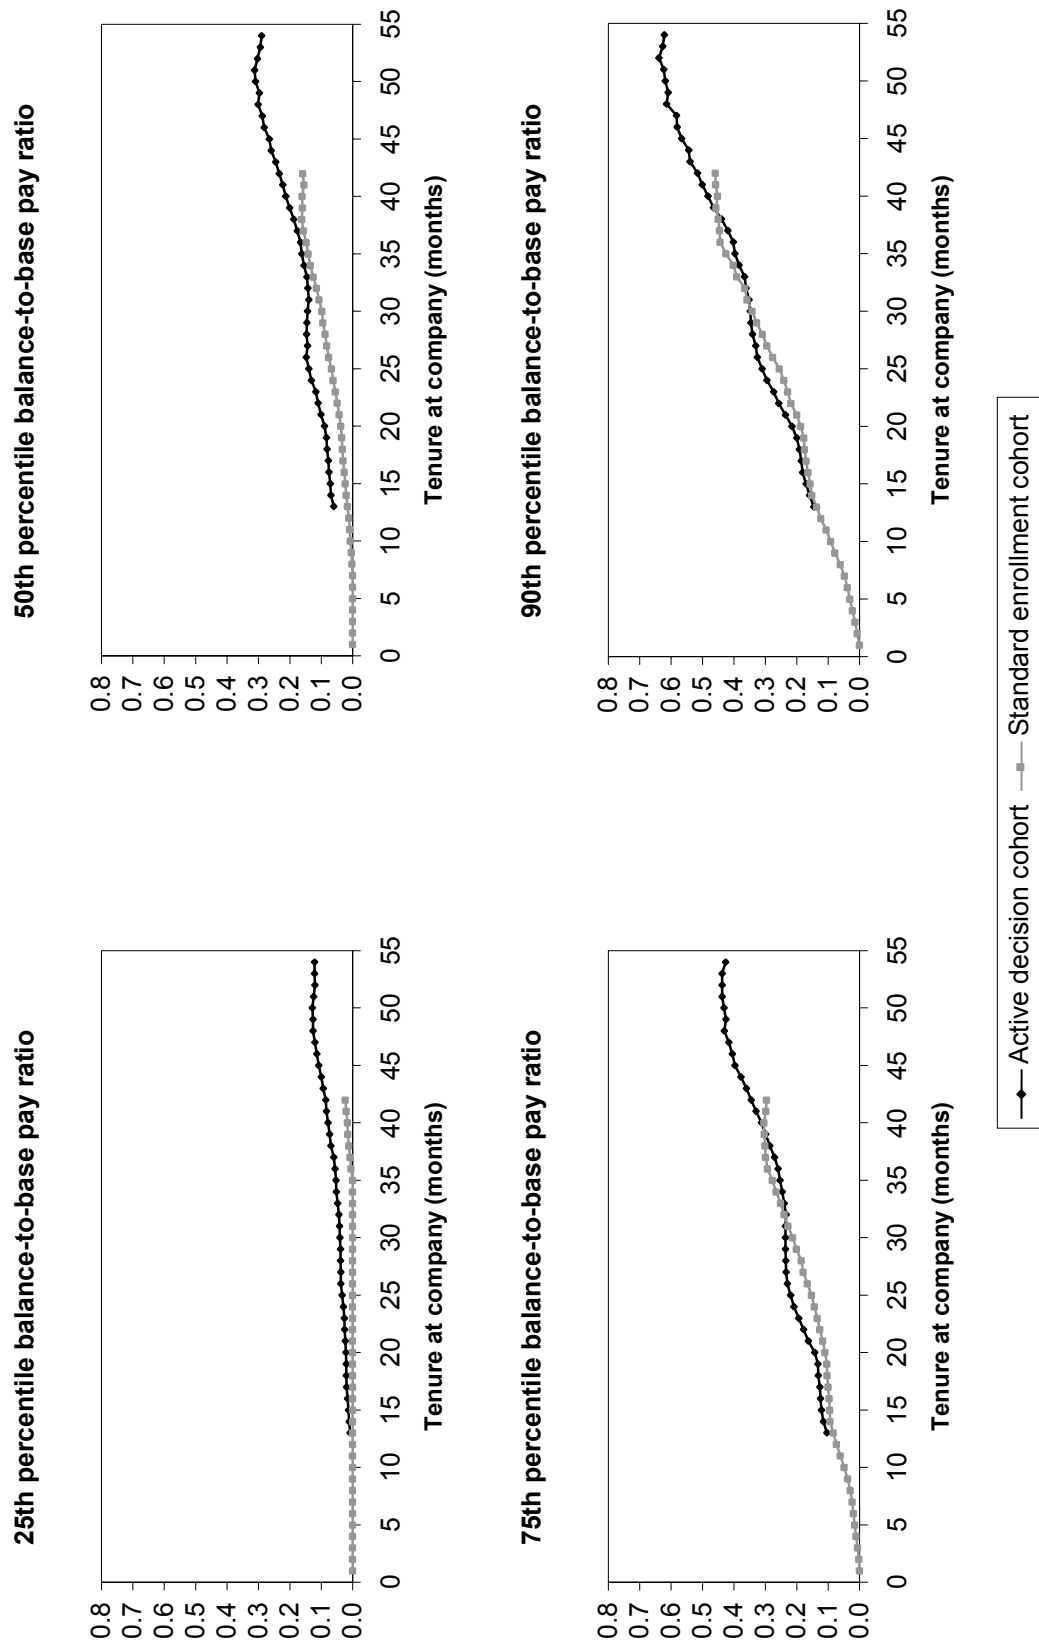 25th percentile balance-to-base pay ratio
0.8
0.7
0.6
0.5
0.4
0.3
0.2
0.1
0.0
0 5 10 15 20 25 30 35 40 45 50 55
Tenure at company (months)
50th percentile balance-to-base pay ratio
0.8
0.7
0.6
0.5
0.4
0.3
0.2
0.1
0.0
0 5 10 15 20 25 30 35 40 45 50 55
Tenure at company (months)
75th percentile balance-to-base pay ratio
0.8
0.7
0.6
0.5
0.4
0.3
0.2
0.1
0.0
0 5 10 15 20 25 30 35 40 45 50 55
Tenure at company (months)
90th percentile balance-to-base pay ratio
0.8
0.7
0.6
0.5
0.4
0.3
0.2
0.1
0.0
0 5 10 15 20 25 30 35 40 45 50 55
Tenure at company (months)
Active decision cohort Standard enrollment cohort